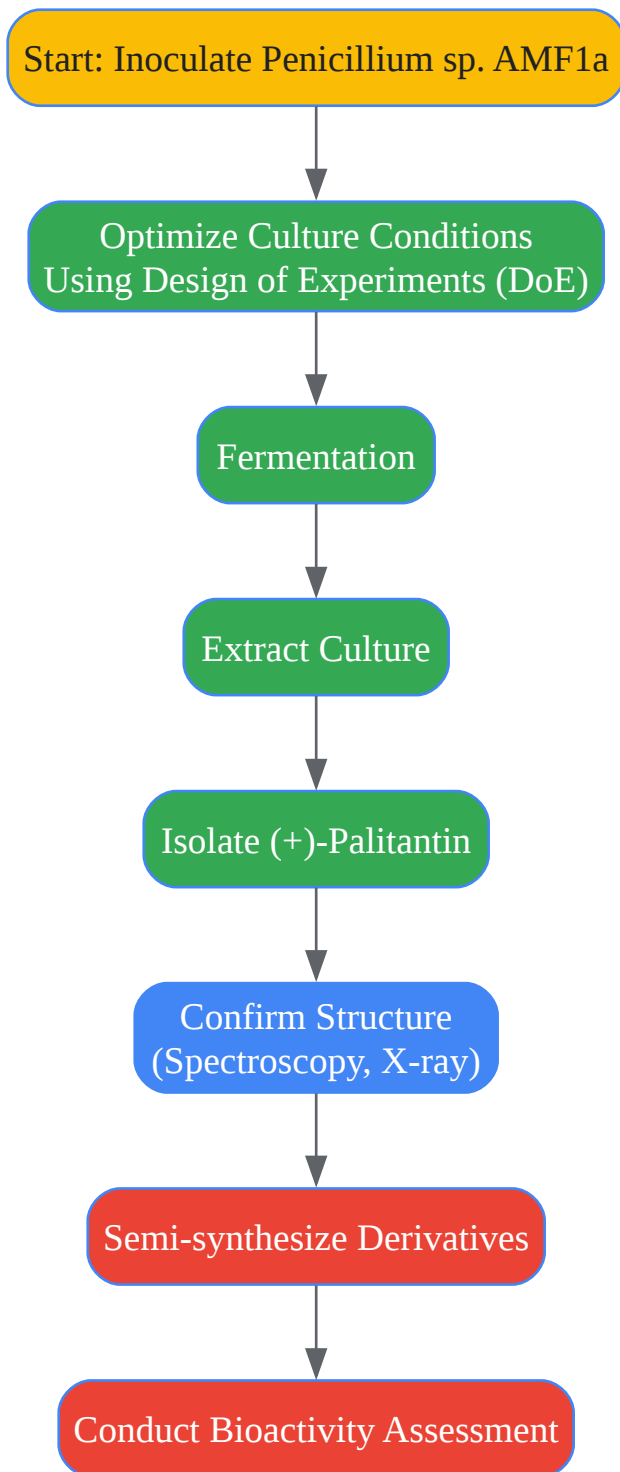 Start: Inoculate Penicillium sp. AMF1a
Optimize Culture Conditions
Using Design of Experiments (DoE)
Fermentation
Extract Culture
Isolate (+)-Palitantin
Confirm Structure
(Spectroscopy, X-ray)
Semi-synthesize Derivatives
Conduct Bioactivity Assessment